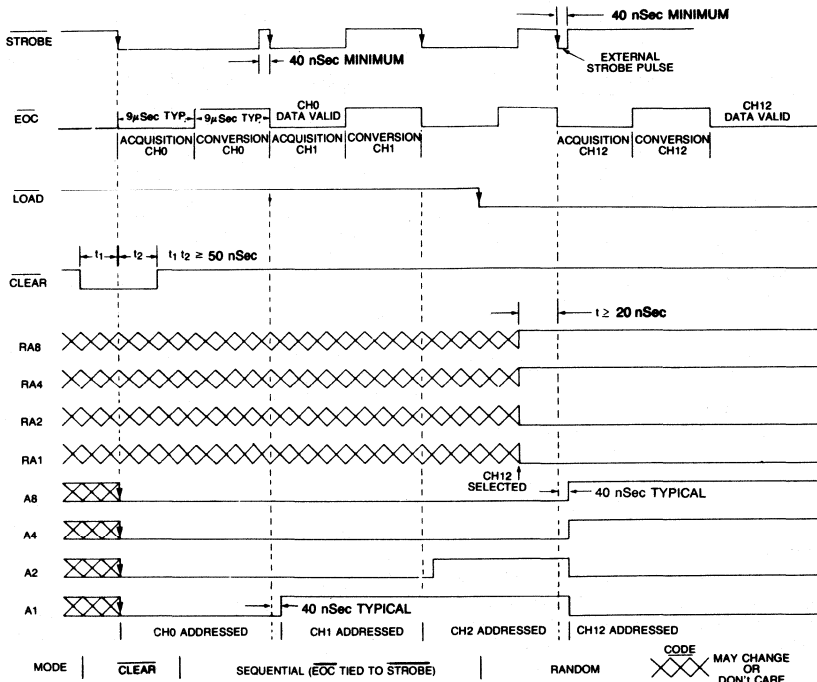 40 nSec MINIMUM
STROBE
40 nSec MINIMUM
EXTERNAL
STROBE PULSE
EOC
9μSec TYP.
9μSec TYP.
CH0
DATA VALID
CH12
DATA VALID
ACQUISITION
CH0
CONVERSION
CH0
ACQUISITION
CH1
CONVERSION
CH1
ACQUISITION
CH12
CONVERSION
CH12
LOAD
t1
t2
t1 t2 ≥ 50 nSec
CLEAR
t ≥ 20 nSec
RA8
RA4
RA2
RA1
CH12
SELECTED
A8
40 nSec TYPICAL
A4
A2
A1
40 nSec TYPICAL
CH0 ADDRESSED
CH1 ADDRESSED
CH2 ADDRESSED
CH12 ADDRESSED
MODE
CLEAR
SEQUENTIAL (EOC TIED TO STROBE)
RANDOM
CODE
MAY CHANGE
OR
DON't CARE